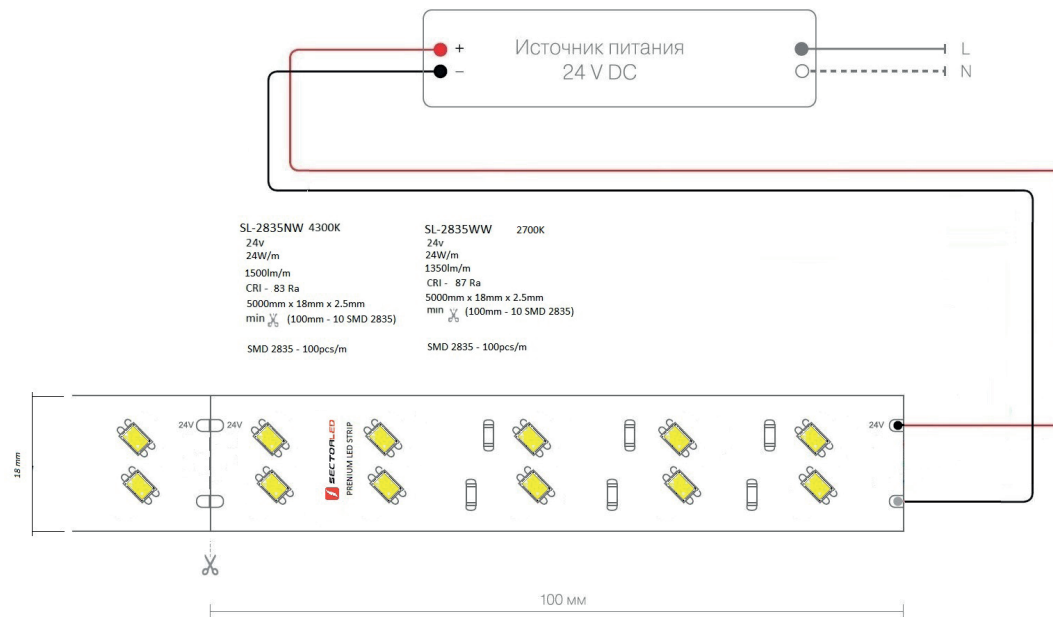 + Источник питания L
– 24 V DC N
SL-2835NW 4300K
24v
24W/m
1500lm/m
CRI - 83 Ra
5000mm x 18mm x 2.5mm
min (100mm - 10 SMD 2835)
SMD 2835 - 100pcs/m
SL-2835WW 2700K
24v
24W/m
1350lm/m
CRI - 87 Ra
5000mm x 18mm x 2.5mm
min (100mm - 10 SMD 2835)
SMD 2835 - 100pcs/m
18 mm
24V
24V
SECTORLED
PRENIUM LED STRIP
24V
100 мм